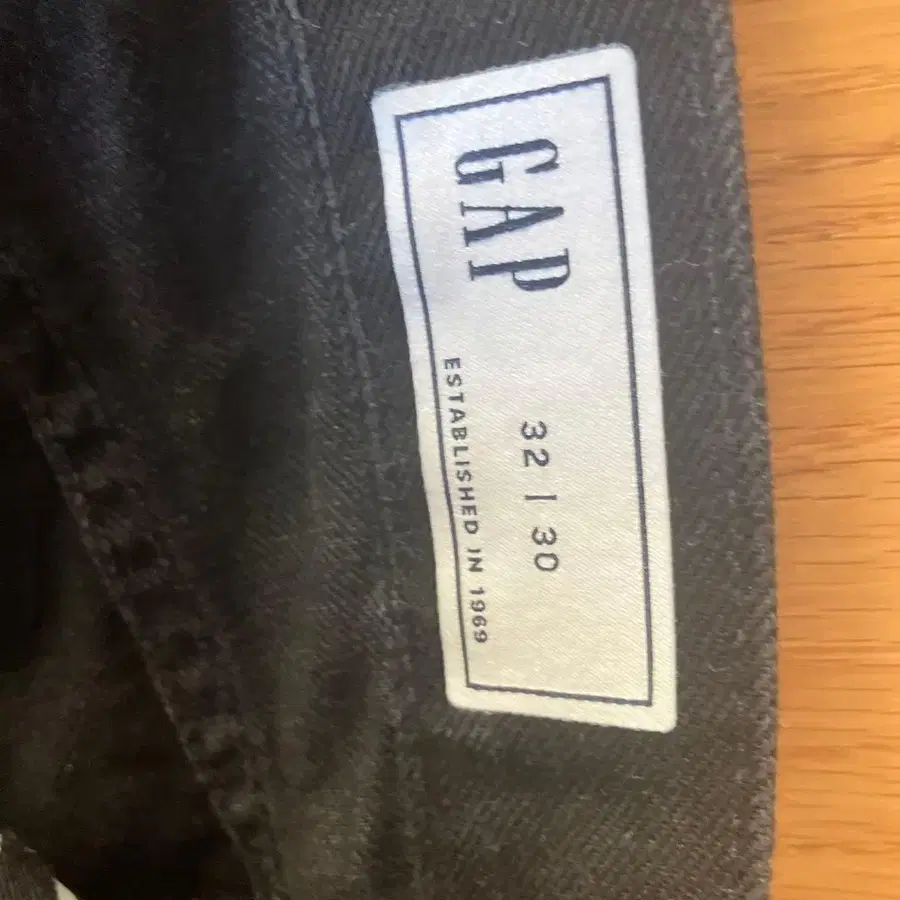 GAP
32 | 30
ESTABLISHED IN 1969